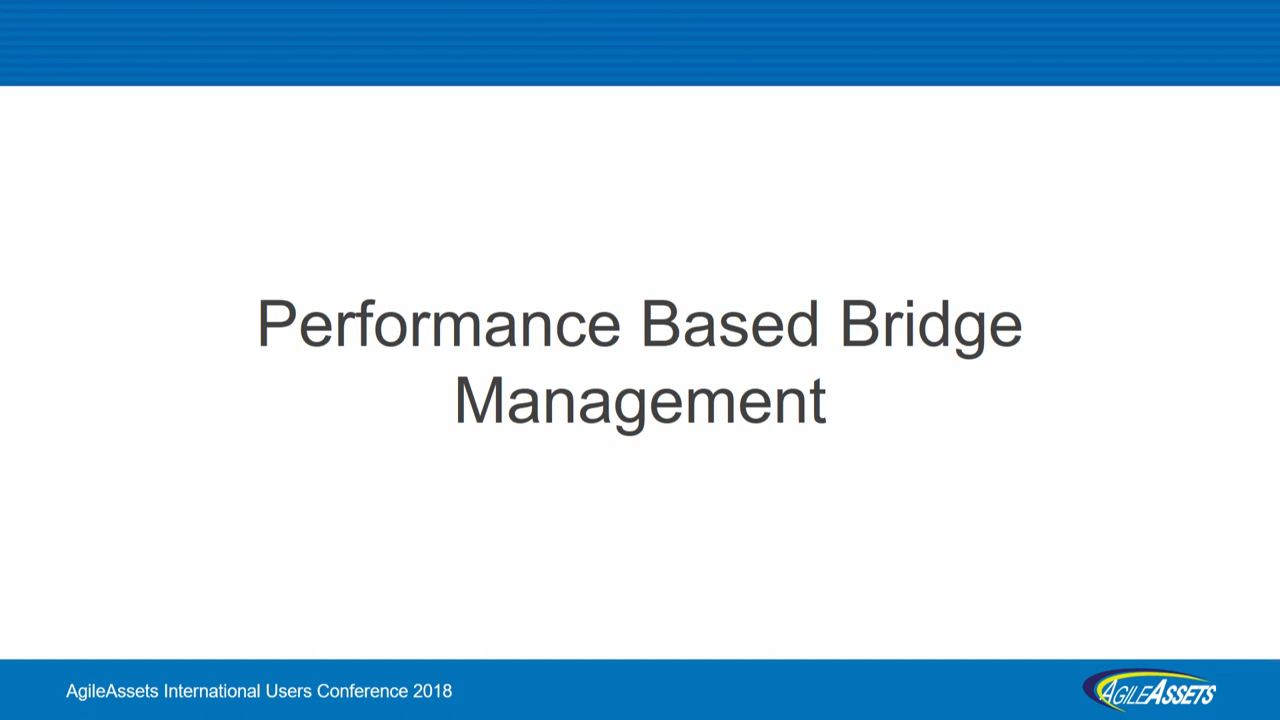 Performance Based Bridge
Management
AgileAssets International Users Conference 2018
AGILEASSETS